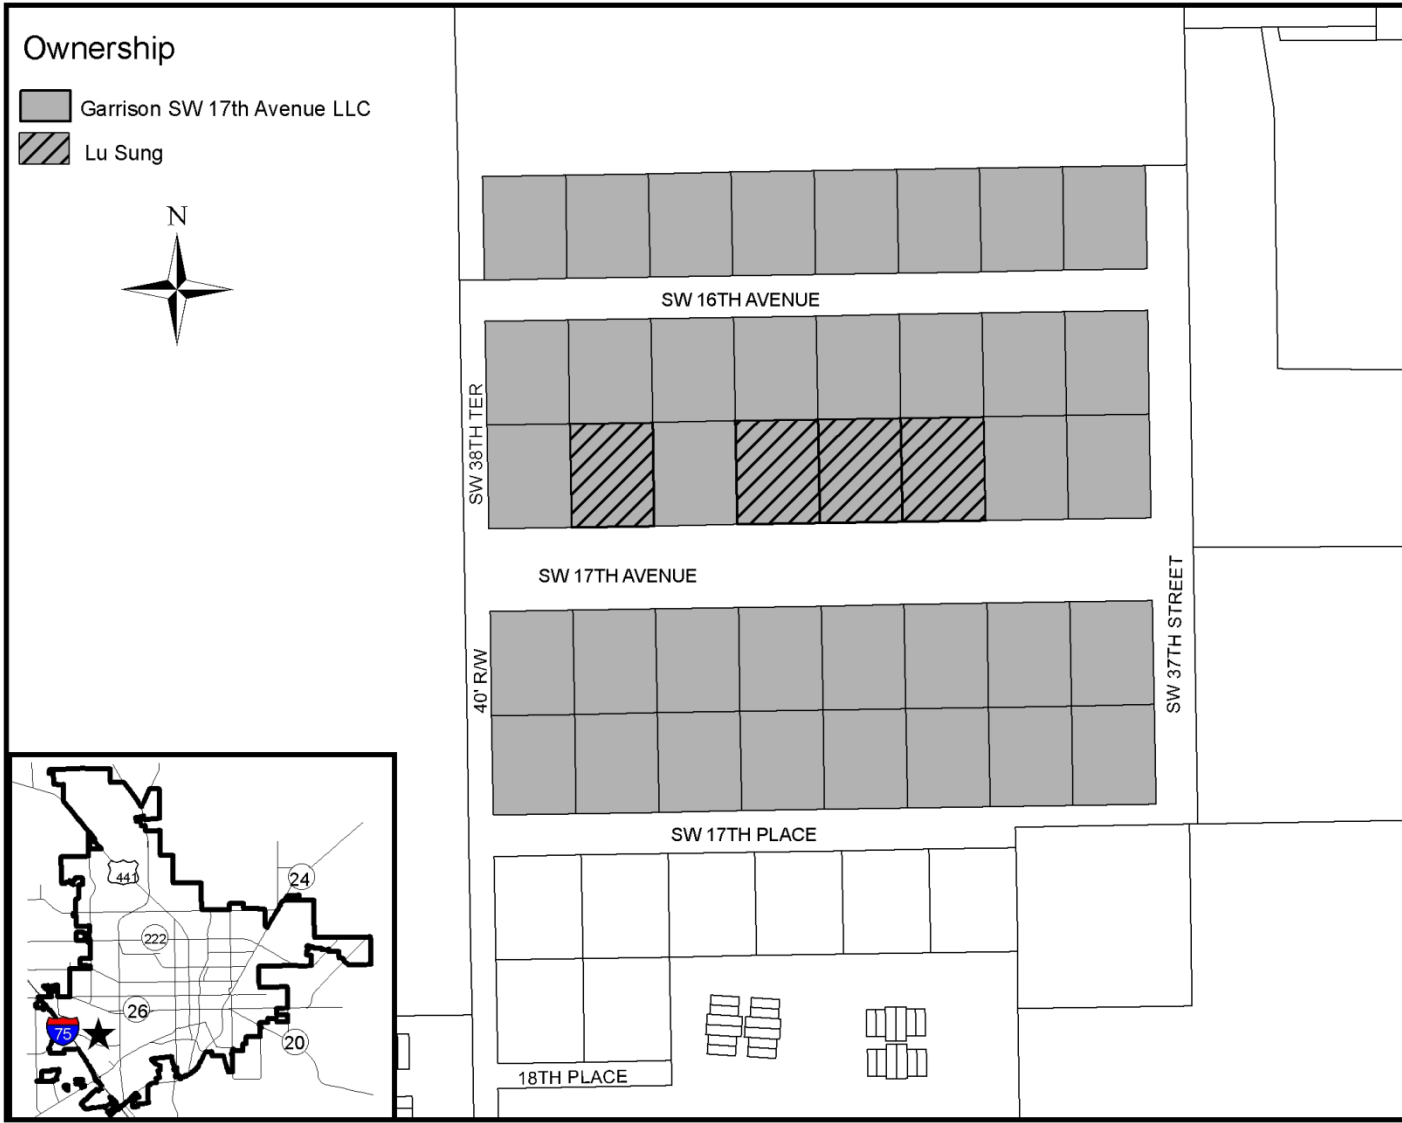 Ownership
Garrison SW 17th Avenue LLC
Lu Sung
N
SW 16TH AVENUE
SW 38TH TER
SW 17TH AVENUE
SW 37TH STREET
40' R/W
SW 17TH PLACE
18TH PLACE
441
24
222
26
75
20